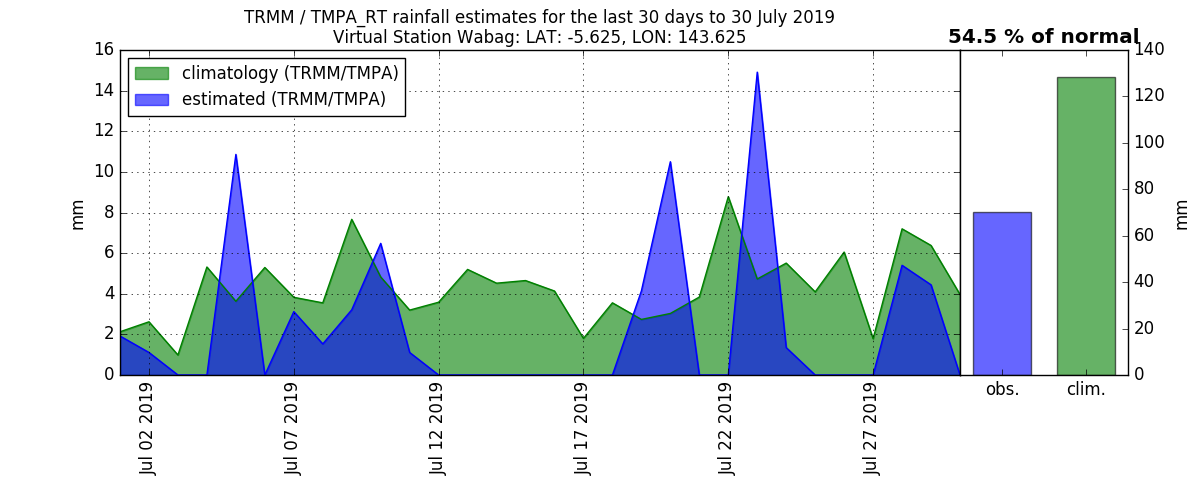 TRMM / TMPA_RT rainfall estimates for the last 30 days to 30 July 2019
Virtual Station Wabag: LAT: -5.625, LON: 143.625
54.5 % of normal
climatology (TRMM/TMPA)
estimated (TRMM/TMPA)
16
14
12
10
8
6
4
2
0
mm
Jul 02 2019
Jul 07 2019
Jul 12 2019
Jul 17 2019
Jul 22 2019
Jul 27 2019
140
120
100
80
60
40
20
0
mm
obs.
clim.